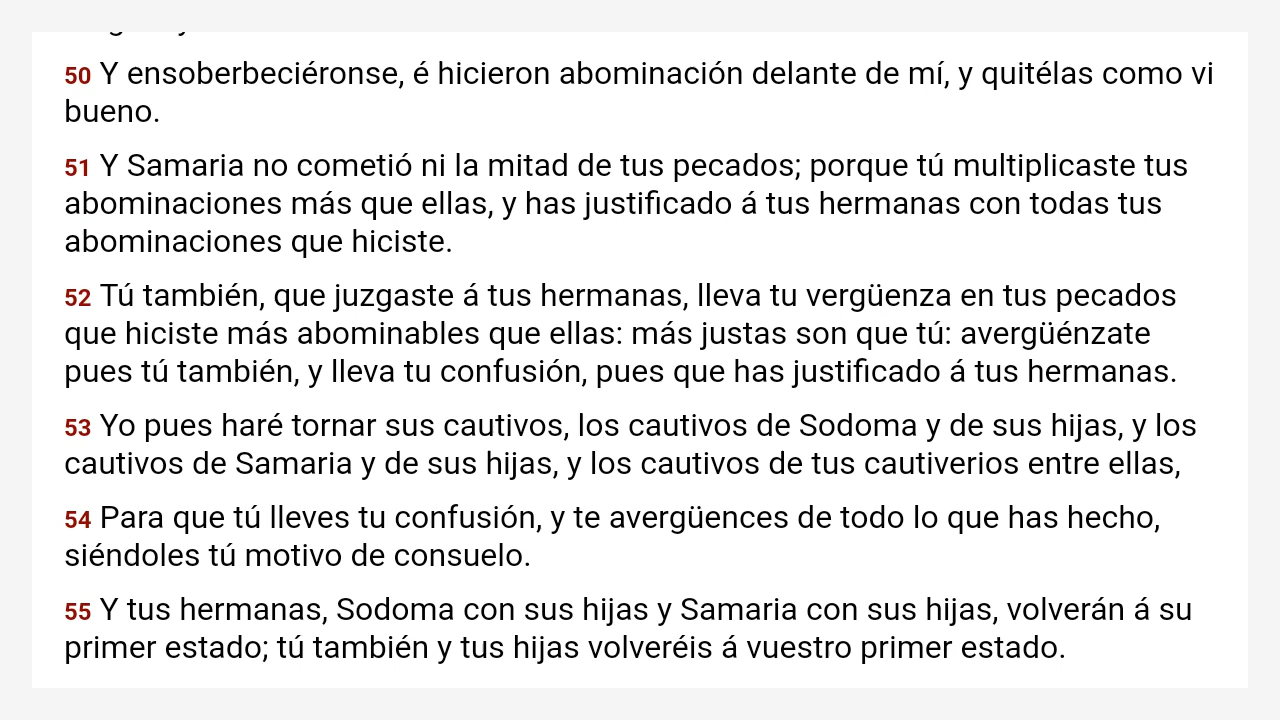 50 Y ensoberbeciéronse, é hicieron abominación delante de mí, y quitélas como vi
bueno.
51 Y Samaria no cometió ni la mitad de tus pecados; porque tú multiplicaste tus
abominaciones más que ellas, y has justificado á tus hermanas con todas tus
abominaciones que hiciste.
52 Tú también, que juzgaste á tus hermanas, lleva tu vergüenza en tus pecados
que hiciste más abominables que ellas: más justas son que tú: avergüénzate
pues tú también, y lleva tu confusión, pues que has justificado á tus hermanas.
53 Yo pues haré tornar sus cautivos, los cautivos de Sodoma y de sus hijas, y los
cautivos de Samaria y de sus hijas, y los cautivos de tus cautiverios entre ellas,
54 Para que tú lleves tu confusión, y te avergüences de todo lo que has hecho,
siéndoles tú motivo de consuelo.
55 Y tus hermanas, Sodoma con sus hijas y Samaria con sus hijas, volverán á su
primer estado; tú también y tus hijas volveréis á vuestro primer estado.